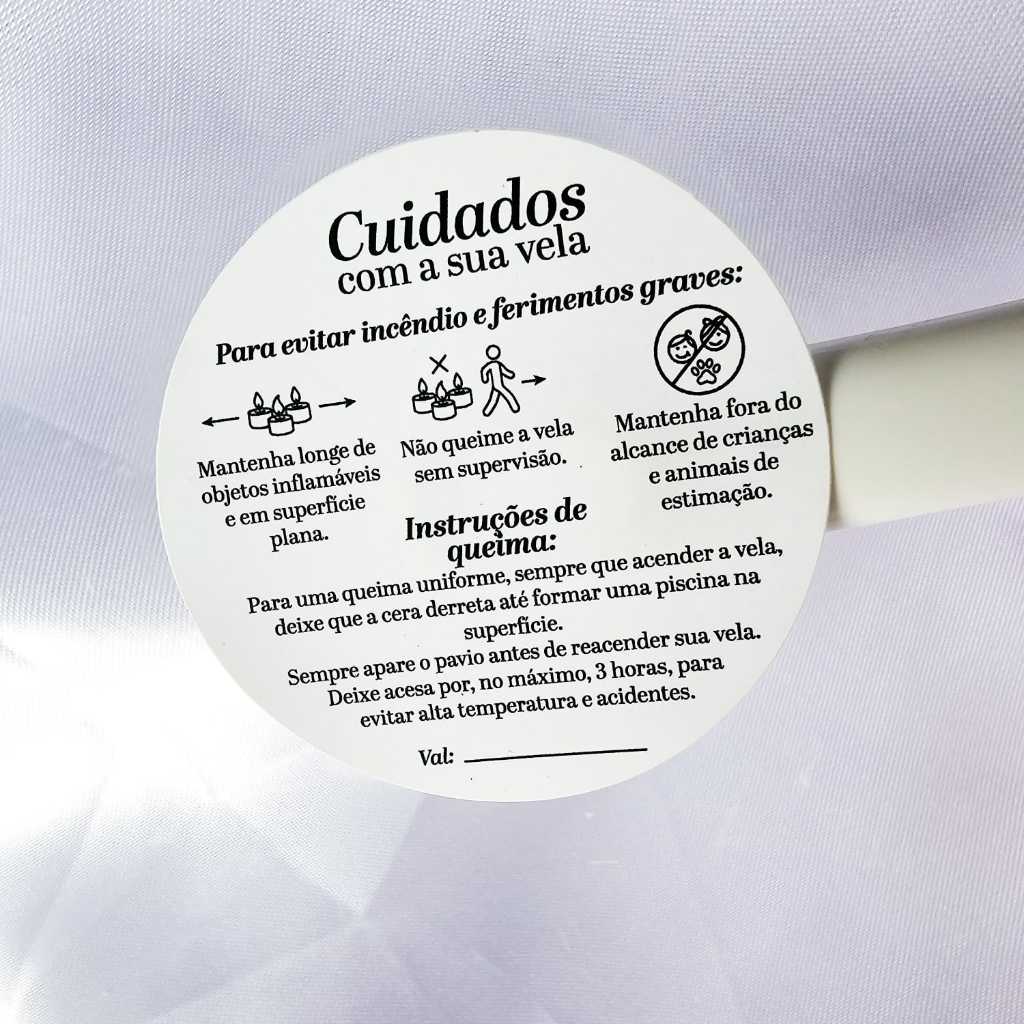 Cuidados
com a sua vela
Para evitar incêndio e ferimentos graves:
Mantenha longe de
objetos inflamáveis
e em superfície
plana.
Não queime a vela
sem supervisão.
Mantenha fora do
alcance de crianças
e animais de
estimação.
Instruções de
queima:
Para uma queima uniforme, sempre que acender a vela,
deixe que a cera derreta até formar uma piscina na
superfície.
Sempre apare o pavio antes de reacender sua vela.
Deixe acesa por, no máximo, 3 horas, para
evitar alta temperatura e acidentes.
Val: